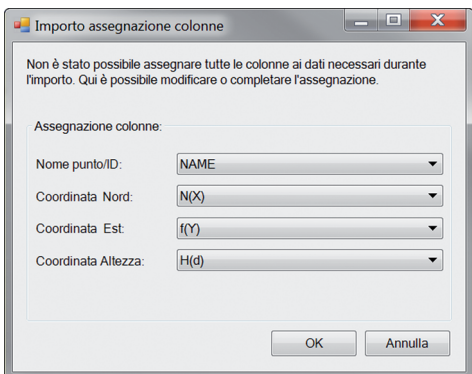 Importo assegnazione colonne
Non è stato possibile assegnare tutte le colonne ai dati necessari durante
l'importo. Qui è possibile modificare o completare l'assegnazione.
Assegnazione colonne:
Nome punto/ID: NAME
Coordinata Nord: N(X)
Coordinata Est: f(Y)
Coordinata Altezza: H(d)
OK Annulla